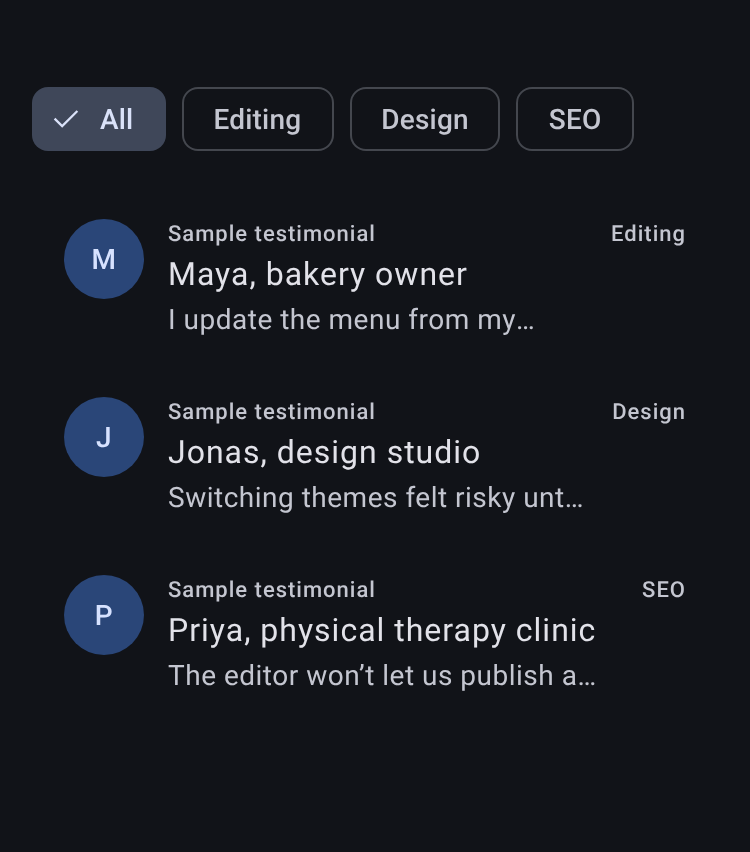 All Editing Design SEO
M
Sample testimonial Editing
Maya, bakery owner
I update the menu from my…
J
Sample testimonial Design
Jonas, design studio
Switching themes felt risky unt…
P
Sample testimonial SEO
Priya, physical therapy clinic
The editor won’t let us publish a…